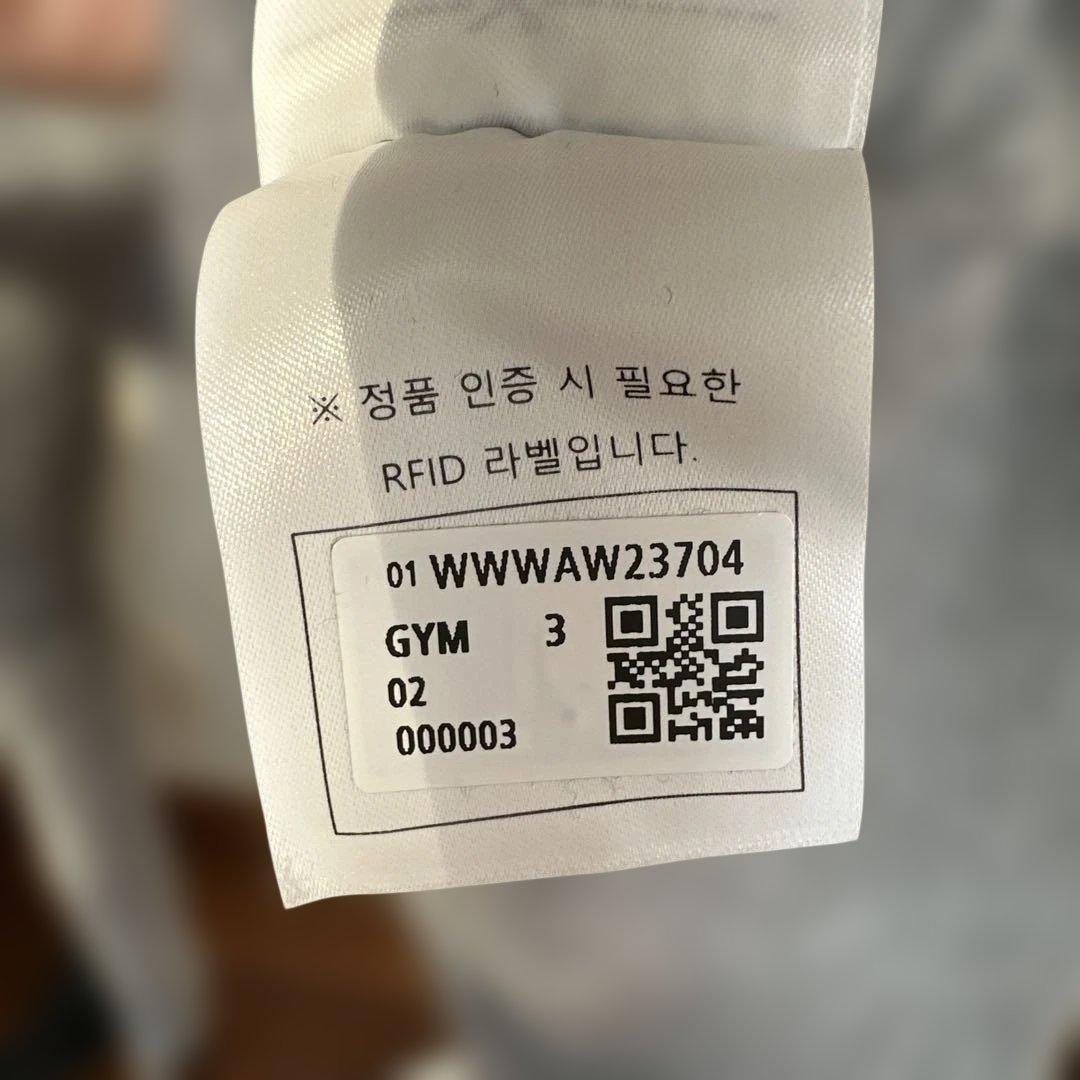 ※ 정품 인증 시 필요한
RFID 라벨입니다.
01 WWWAW23704
GYM 3
02
000003